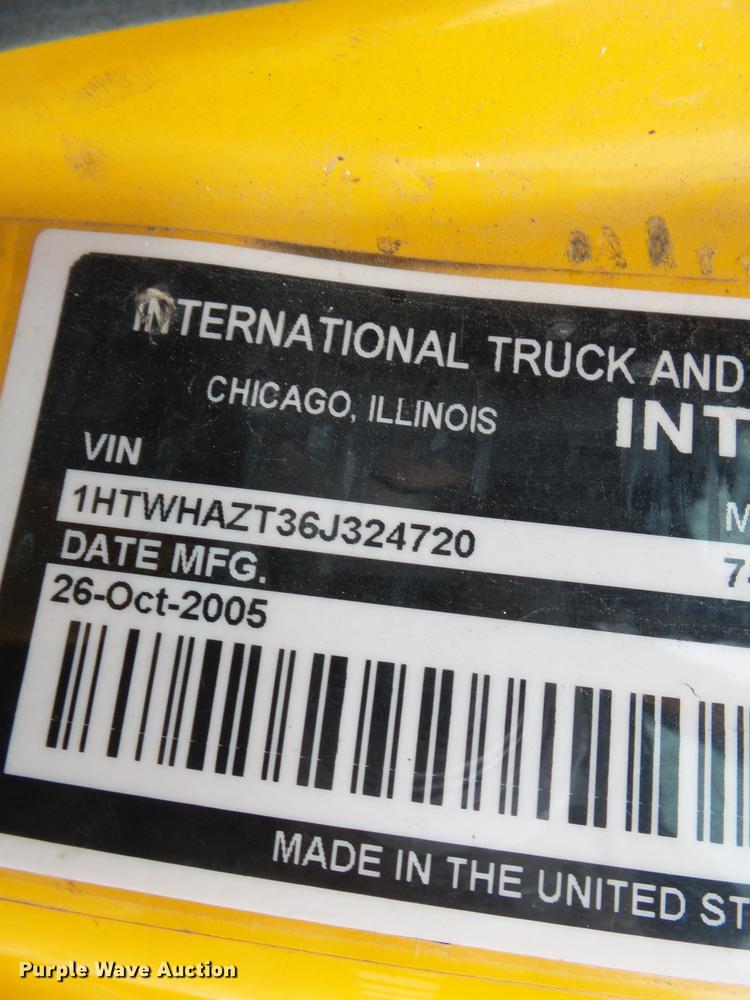 INTERNATIONAL TRUCK AND
CHICAGO, ILLINOIS
INT
VIN
M
1HTWHAZT36J324720
74
DATE MFG.
26-Oct-2005
MADE IN THE UNITED ST
Purple Wave Auction